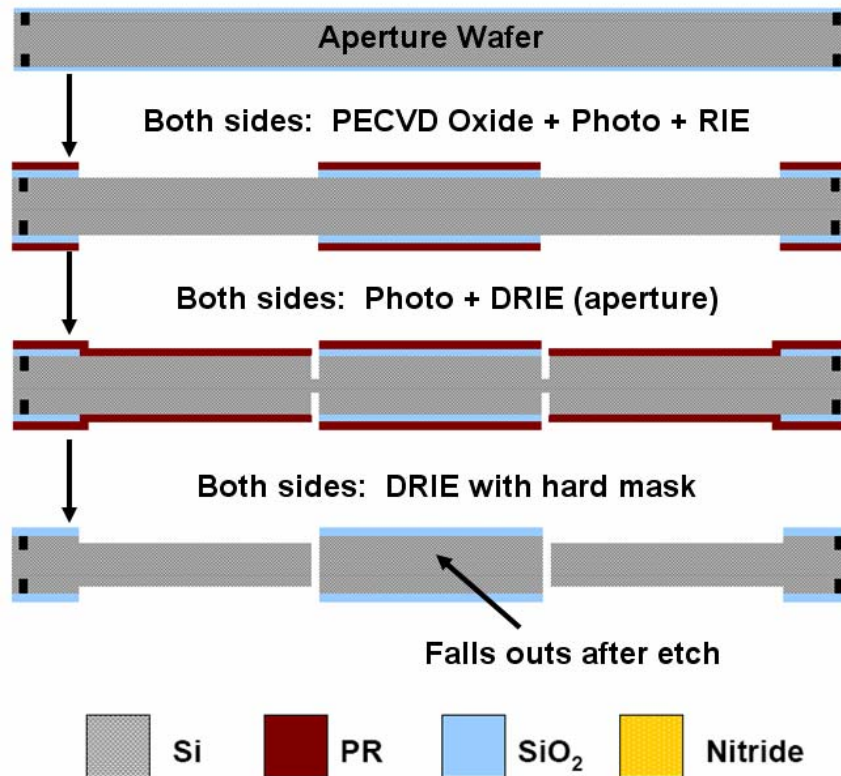 Aperture Wafer
Both sides: PECVD Oxide + Photo + RIE
Both sides: Photo + DRIE (aperture)
Both sides: DRIE with hard mask
Falls outs after etch
Si PR SiO₂ Nitride